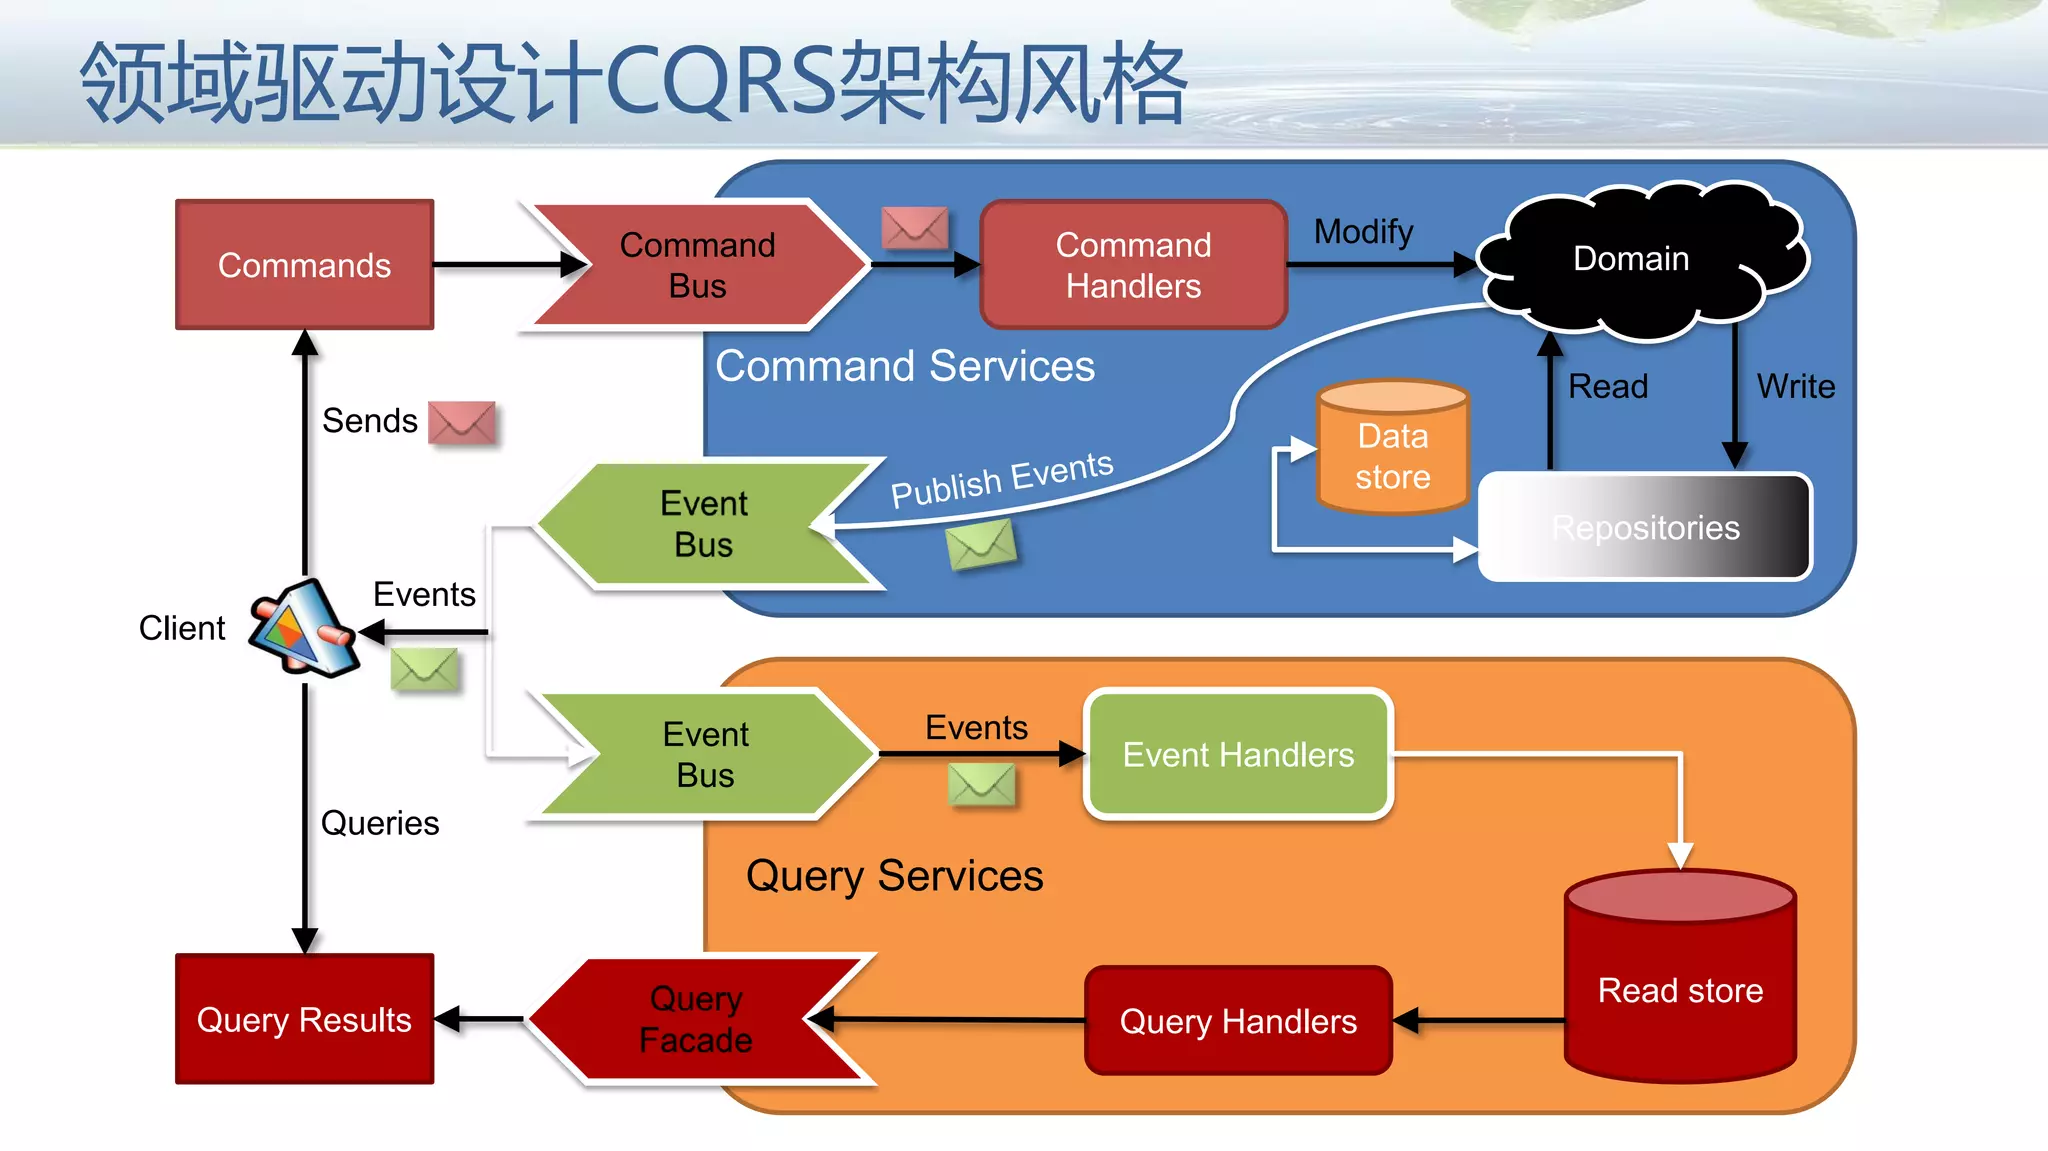 领域驱动设计CQRS架构风格
Commands
Command
Bus
Command
Handlers
Modify
Domain
Command Services
Sends
Read
Write
Data
store
Publish Events
Event
Bus
Repositories
Events
Client
Event
Bus
Events
Event Handlers
Queries
Query Services
Query Results
Query
Facade
Query Handlers
Read store